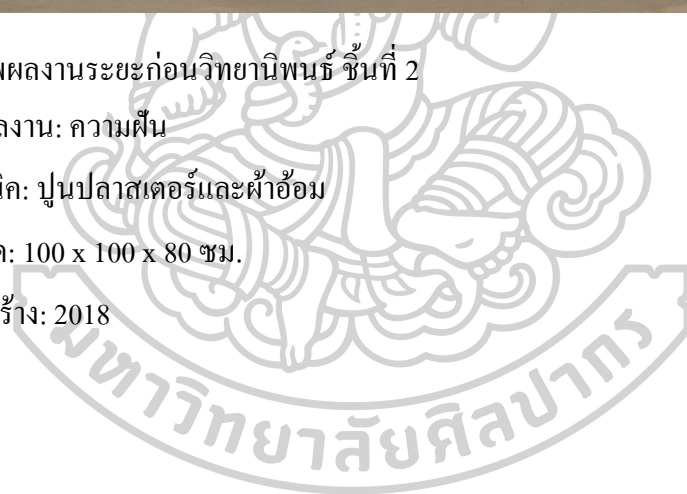 ผลงานระยะก่อนวิทยานิพนธ์ ชิ้นที่ 2
งาน: ความฝัน
ปูนปลาสเตอร์และผ้าอ้อม
: 100 x 100 x 80 ซม.
ร้าง: 2018
มหาวิทยาลัยศิลปากร